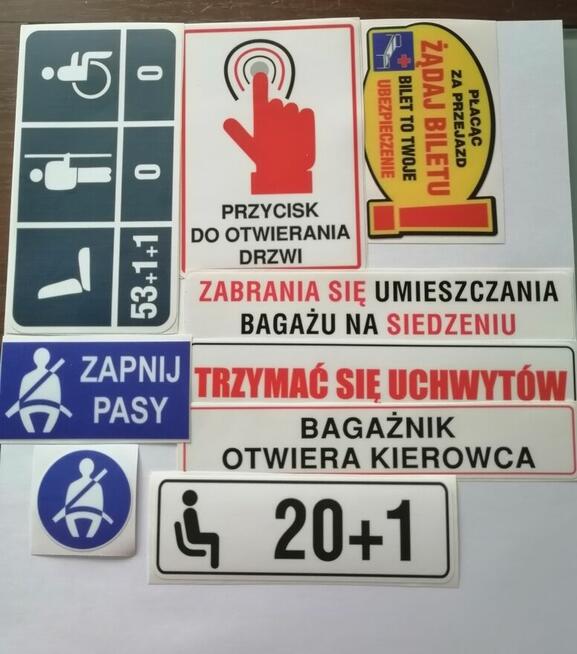 0
0
53+1+1
PRZYCISK
DO OTWIERANIA
DRZWI
PŁACĄC
ZA PRZEJAZD
ŻĄDAJ BILETU
BILET TO TWOJE
UBEZPIECZENIE
ZABRANIA SIĘ UMIESZCZANIA
BAGAŻU NA SIEDZENIU
ZAPNIJ
PASY
TRZYMAĆ SIĘ UCHWYTÓW
BAGAŻNIK
OTWIERA KIEROWCA
20+1